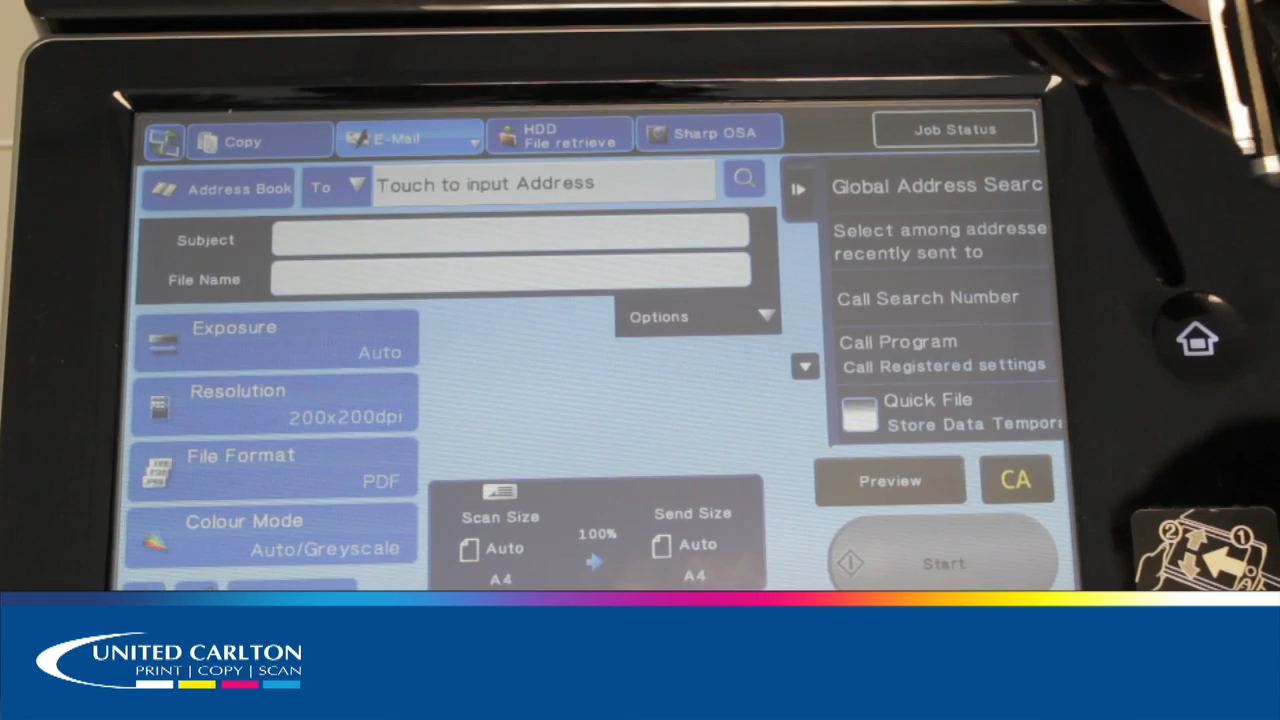 Copy
E-Mail
HDD
File retrieve
Sharp OSA
Job Status
Address Book
To
Touch to input Address
Subject
File Name
Options
Exposure
Auto
Resolution
200x200dpi
File Format
PDF
Colour Mode
Auto/Greyscale
Scan Size
Auto
A4
100%
Send Size
Auto
A4
Global Address Searc
Select among addresse
recently sent to
Call Search Number
Call Program
Call Registered settings
Quick File
Store Data Tempor
Preview
CA
Start
2
1
UNITED CARLTON
PRINT | COPY | SCAN